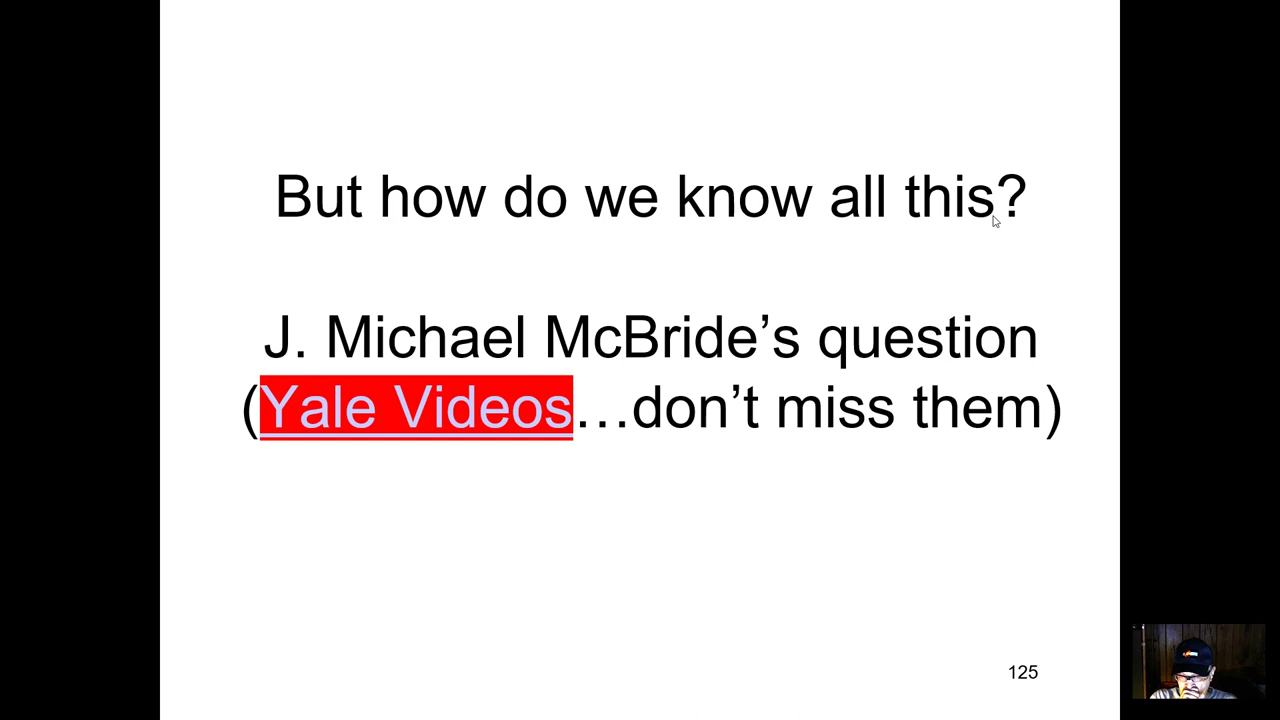 But how do we know all this?
J. Michael McBride’s question
(Yale Videos…don’t miss them)
125